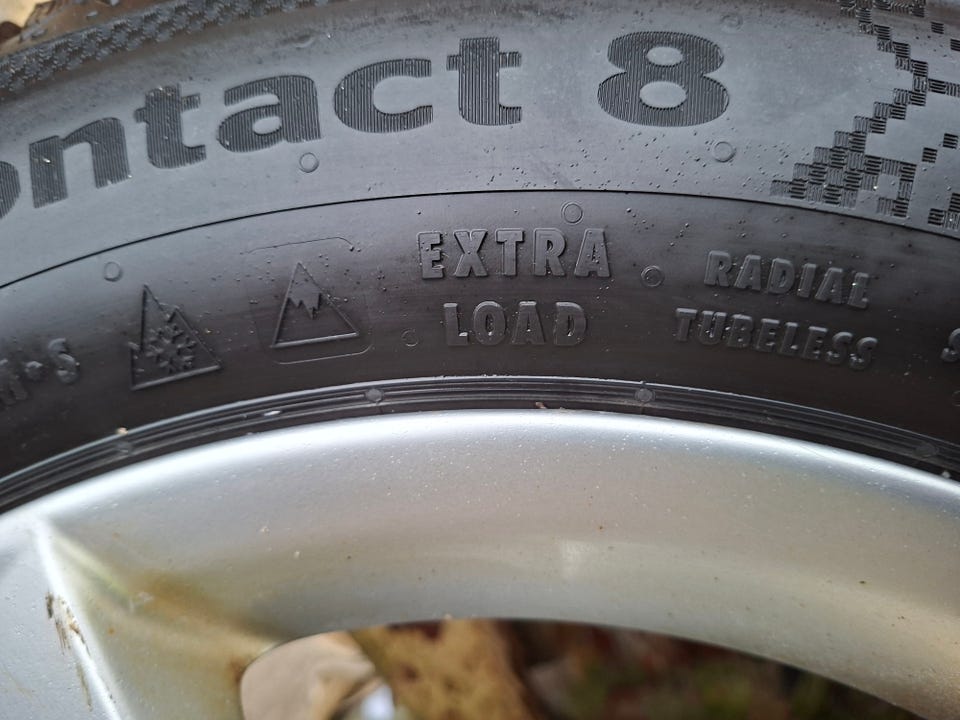 ontact 8
M+S
EXTRA
LOAD
RADIAL
TUBELESS